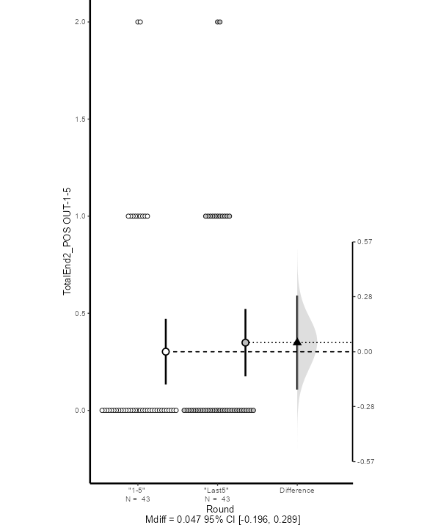 2.0
1.5
1.0
0.5
0.0
TotalEnd2_POS OUT-1-5
0.57
0.28
0.00
-0.28
-0.57
"1-5" "Last5" Difference
N = 43 N = 43
Round
Mdiff = 0.047 95% CI [-0.196, 0.289]